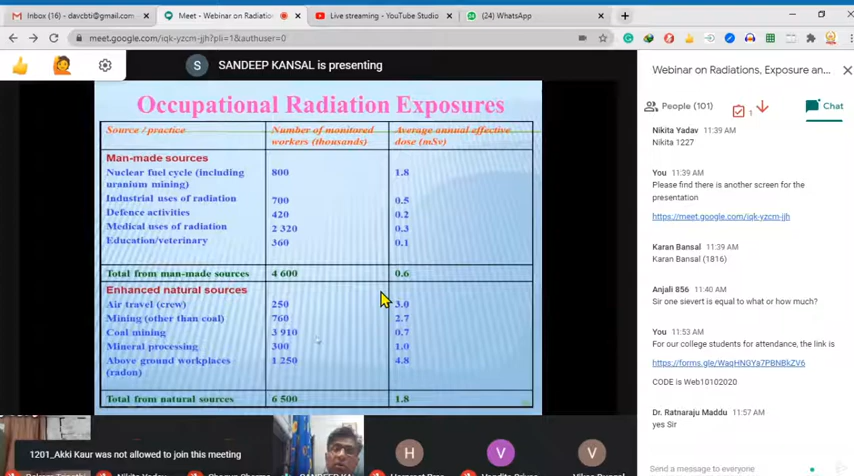 Inbox (16) - davcbti@gmail.com
Meet - Webinar on Radiation
Live streaming - YouTube Studio
(24) WhatsApp
meet.google.com/iqk-yzcm-jjh?pli=1&authuser=0
S SANDEEP KANSAL is presenting
Occupational Radiation Exposures
Source / practice Number of monitored workers (thousands) Average annual effective dose (mSv)
Man-made sources
Nuclear fuel cycle (including uranium mining) 800 1.8
Industrial uses of radiation 700 0.5
Defence activities 420 0.2
Medical uses of radiation 2 320 0.3
Education/veterinary 360 0.1
Total from man-made sources 4 600 0.6
Enhanced natural sources
Air travel (crew) 250 3.0
Mining (other than coal) 760 2.7
Coal mining 3 910 0.7
Mineral processing 300 1.0
Above ground workplaces (radon) 1 250 4.8
Total from natural sources 6 500 1.8
1201_Akki Kaur was not allowed to join this meeting
H
V
V
Webinar on Radiations, Exposure an...
People (101)
1
Chat
Nikita Yadav 11:39 AM
Nikita 1227
You 11:39 AM
Please find there is another screen for the
presentation
https://meet.google.com/iqk-yzcm-jjh
Karan Bansal 11:39 AM
Karan Bansal (1816)
Anjali 856 11:40 AM
Sir one sievert is equal to what or how much?
You 11:53 AM
For our college students for attendance, the link is
https://forms.gle/WaqHNGYa7PBNBkZV6
CODE is Web10102020
Dr. Ratnaraju Maddu 11:57 AM
yes Sir
Send a message to everyone